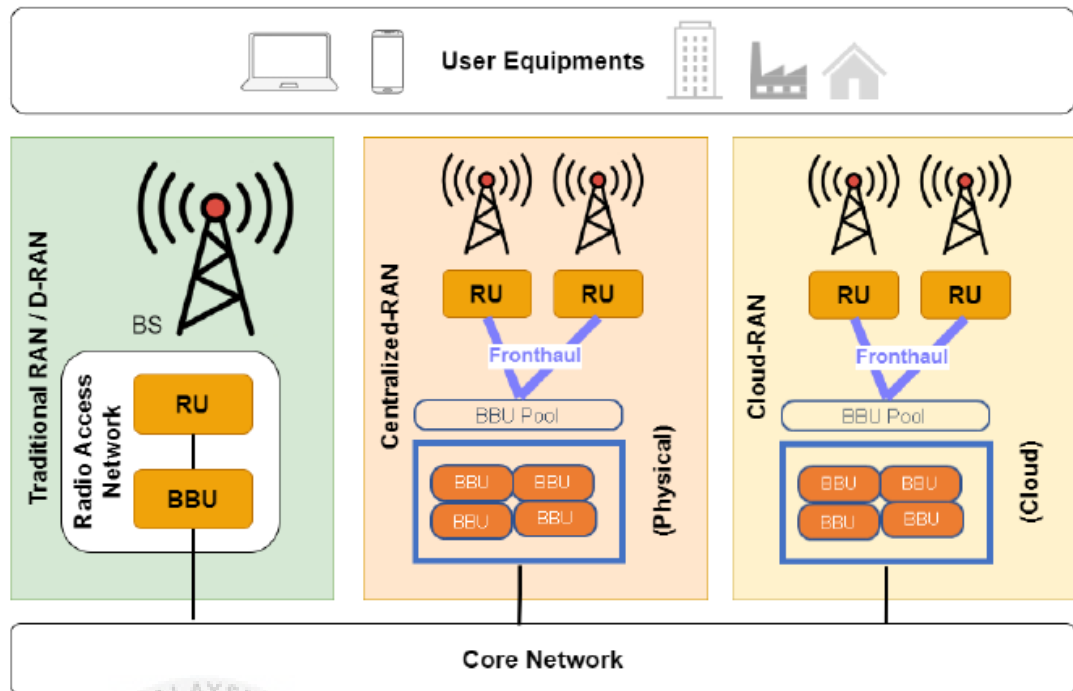 User Equipments
Traditional RAN / D-RAN
BS
Radio Access
Network
RU
BBU
Centralized-RAN
RU
RU
Fronthaul
BBU Pool
BBU
BBU
BBU
BBU
(Physical)
Cloud-RAN
RU
RU
Fronthaul
BBU Pool
BBU
BBU
BBU
BBU
(Cloud)
Core Network